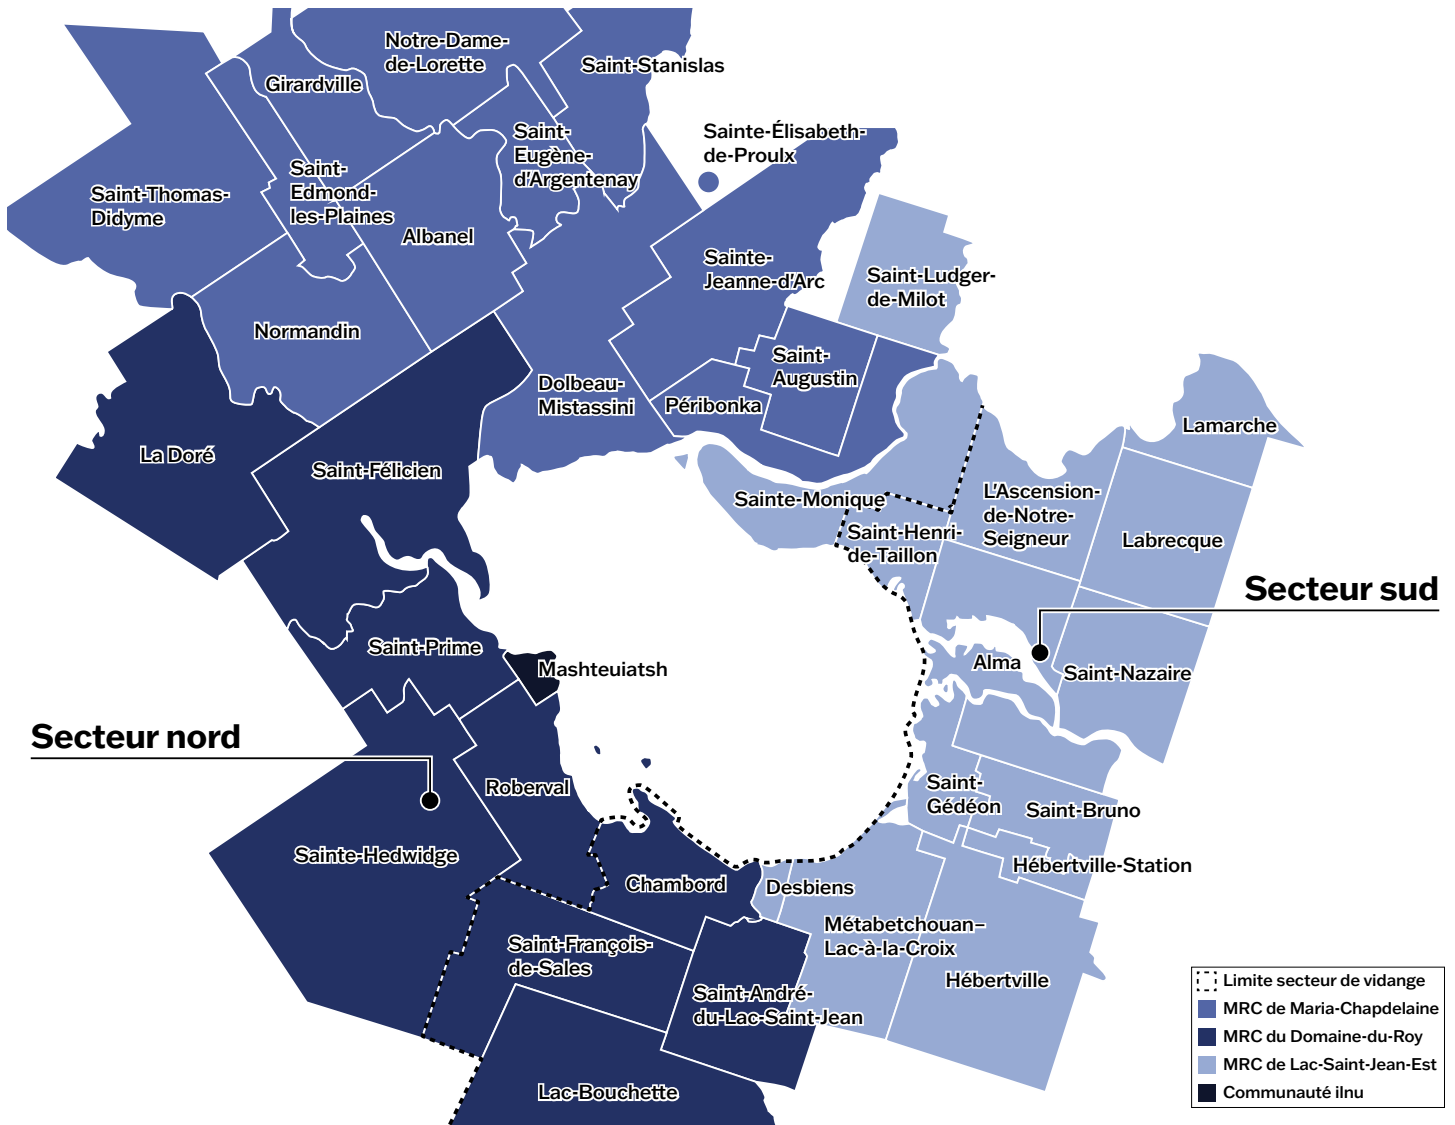 Notre-Dame-
de-Lorette
Saint-Stanislas
Girardville
Sainte-Élisabeth-
de-Proulx
Saint-
Eugène-
d'Argentenay
Saint-
Edmond-
les-Plaines
Saint-Thomas-
Didyme
Albanel
Sainte-
Jeanne-d'Arc
Saint-Ludger-
de-Milot
Normandin
Saint-
Augustin
Dolbeau-
Mistassini
Péribonka
Lamarche
La Doré
Saint-Félicien
Sainte-Monique
L'Ascension-
de-Notre-
Seigneur
Saint-Henri-
de-Taillon
Labrecque
Secteur sud
Saint-Prime
Mashteuiatsh
Alma
Saint-Nazaire
Secteur nord
Roberval
Saint-
Gédéon
Saint-Bruno
Sainte-Hedwidge
Hébertville-Station
Chambord
Desbiens
Métabetchouan–
Lac-à-la-Croix
Saint-François-
de-Sales
Hébertville
Saint-André-
du-Lac-Saint-Jean
Lac-Bouchette
Limite secteur de vidange
MRC de Maria-Chapdelaine
MRC du Domaine-du-Roy
MRC de Lac-Saint-Jean-Est
Communauté ilnu